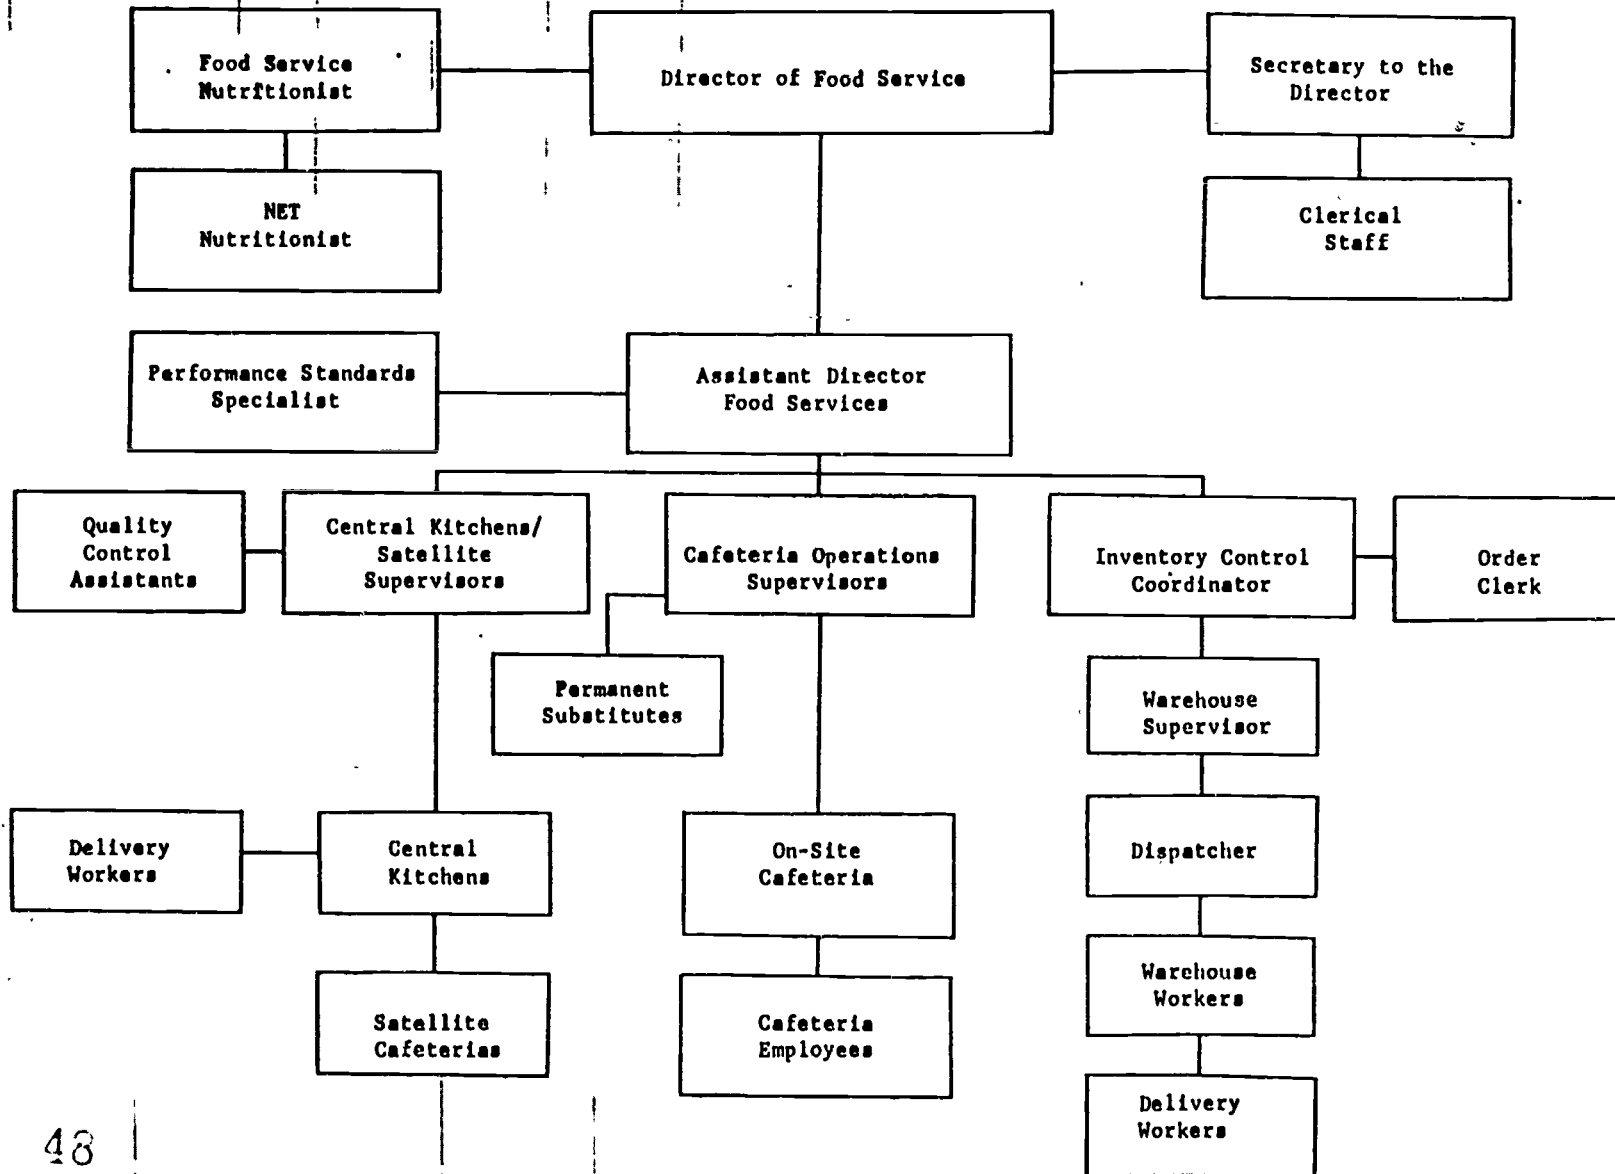 Food Service
Nutritionist
Director of Food Service
Secretary to the
Director
NET
Nutritionist
Clerical
Staff
Performance Standards
Specialist
Assistant Director
Food Services
Quality
Control
Assistants
Central Kitchens/
Satellite
Supervisors
Cafeteria Operations
Supervisors
Inventory Control
Coordinator
Order
Clerk
Permanent
Substitutes
Warehouse
Supervisor
Delivery
Workers
Central
Kitchens
On-Site
Cafeteria
Dispatcher
Warehouse
Workers
Satellite
Cafeterias
Cafeteria
Employees
Delivery
Workers
48